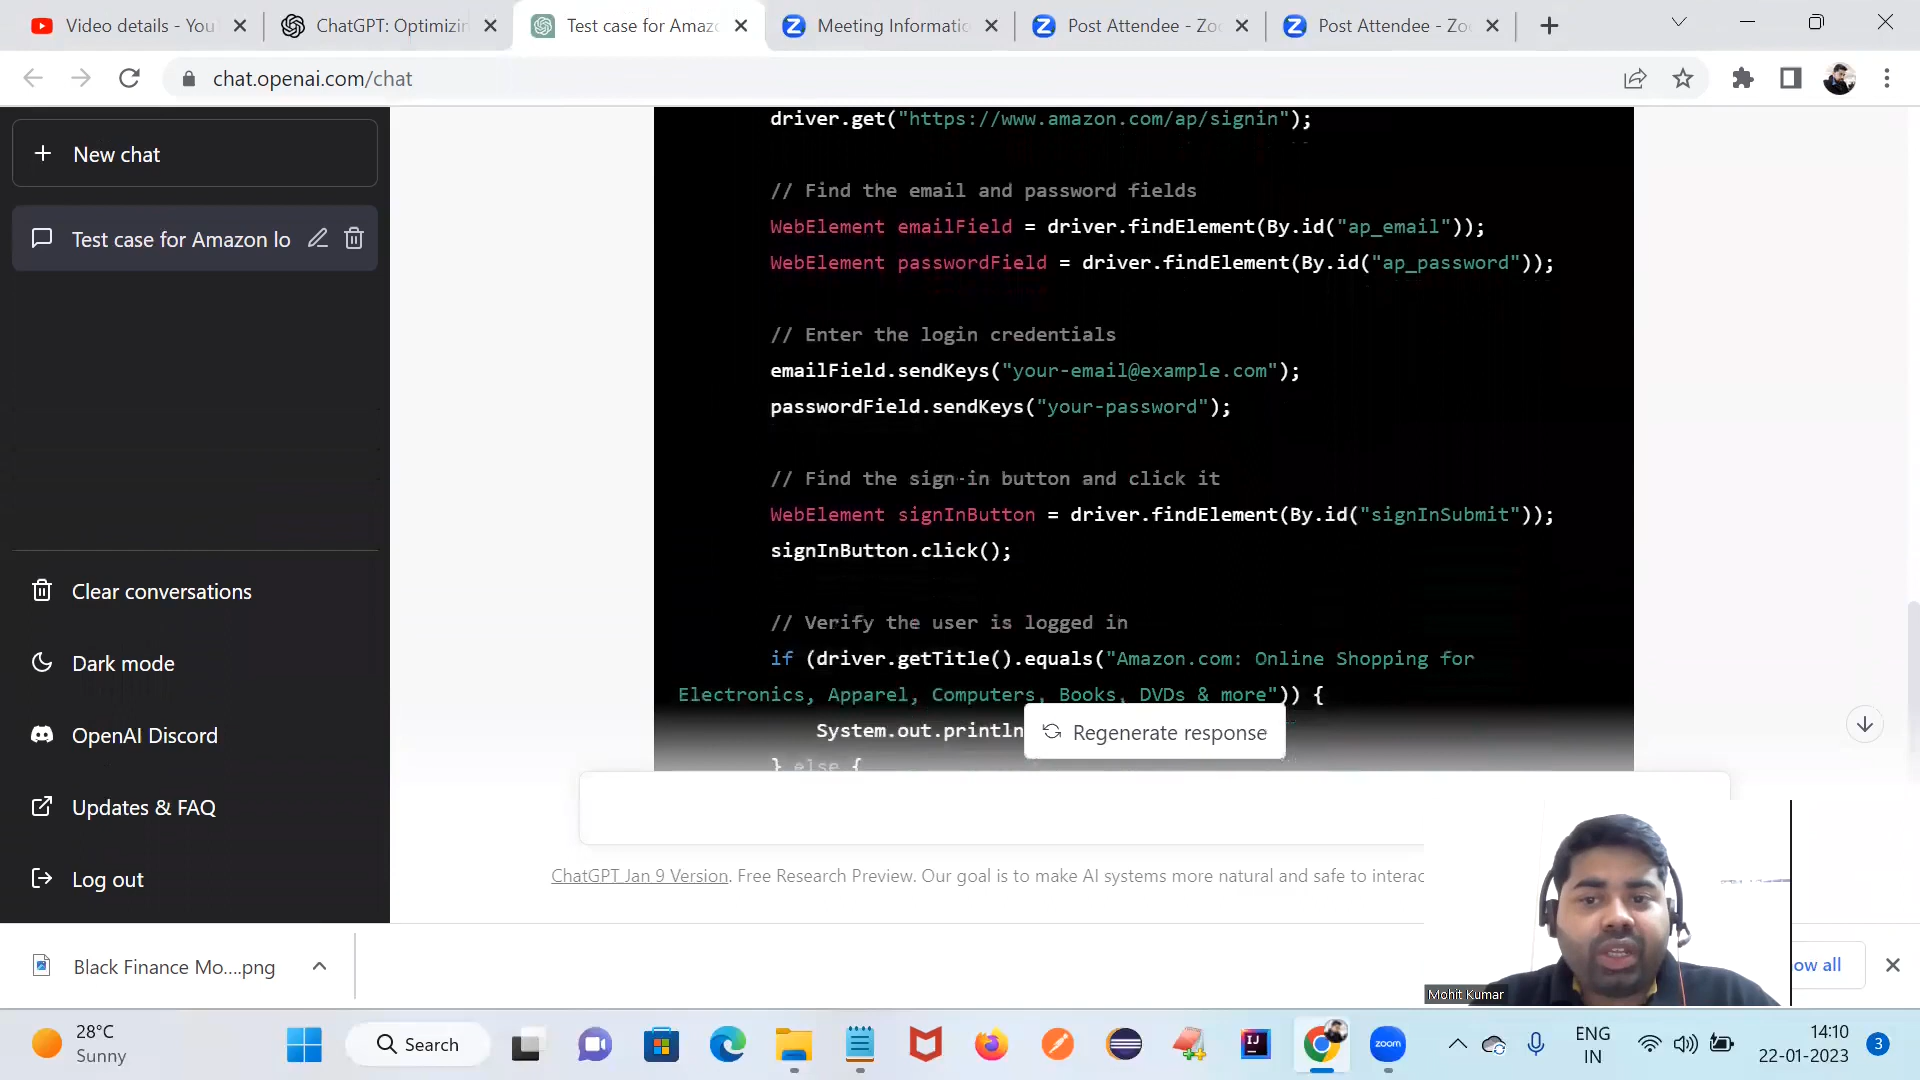 Video details - You
ChatGPT: Optimizin
Test case for Amazo
Meeting Informatio
Post Attendee - Zoo
Post Attendee - Zo
chat.openai.com/chat
New chat
Test case for Amazon lo
Clear conversations
Dark mode
OpenAI Discord
Updates & FAQ
Log out
driver.get("https://www.amazon.com/ap/signin");
// Find the email and password fields
WebElement emailField = driver.findElement(By.id("ap_email"));
WebElement passwordField = driver.findElement(By.id("ap_password"));
// Enter the login credentials
emailField.sendKeys("your-email@example.com");
passwordField.sendKeys("your-password");
// Find the sign-in button and click it
WebElement signInButton = driver.findElement(By.id("signInSubmit"));
signInButton.click();
// Verify the user is logged in
if (driver.getTitle().equals("Amazon.com: Online Shopping for
Electronics, Apparel, Computers, Books, DVDs & more")) {
System.out.println
} else {
Regenerate response
ChatGPT Jan 9 Version. Free Research Preview. Our goal is to make AI systems more natural and safe to interac
Mohit Kumar
Black Finance Mo....png
ow all
28°C
Sunny
Search
IJ
zoom
ENG
IN
14:10
22-01-2023
3